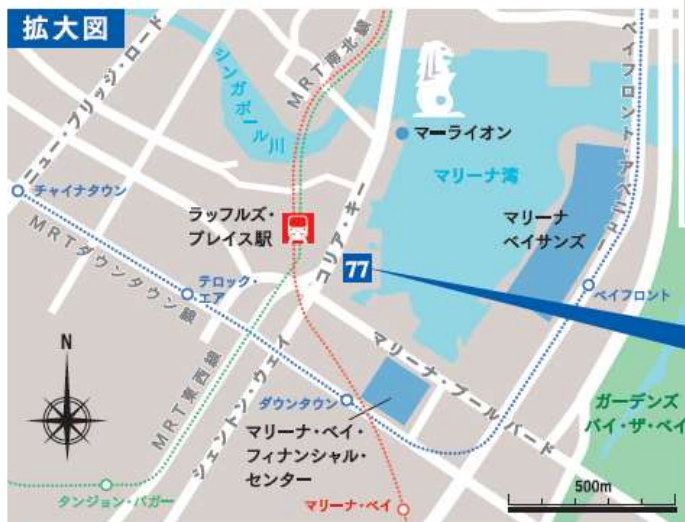 拡大図
ニュー・ブリッジ・ロード
シンガポール川
MRT南北線
ベイフロント・アベニュー
マーライオン
マリーナ湾
チャイナタウン
ラッフルズ・
プレイス駅
コリア・キー
マリーナ
ベイサンズ
77
MRTダウンタウン線
テロック・
エア
ベイフロント
N
MRT東西線
シェントン・ウェイ
マリーナ・ブールバード
ダウンタウン
マリーナ・ベイ・
フィナンシャル・
センター
ガーデンズ
バイ・ザ・ベイ
タンジョン・パガー
マリーナ・ベイ
500m